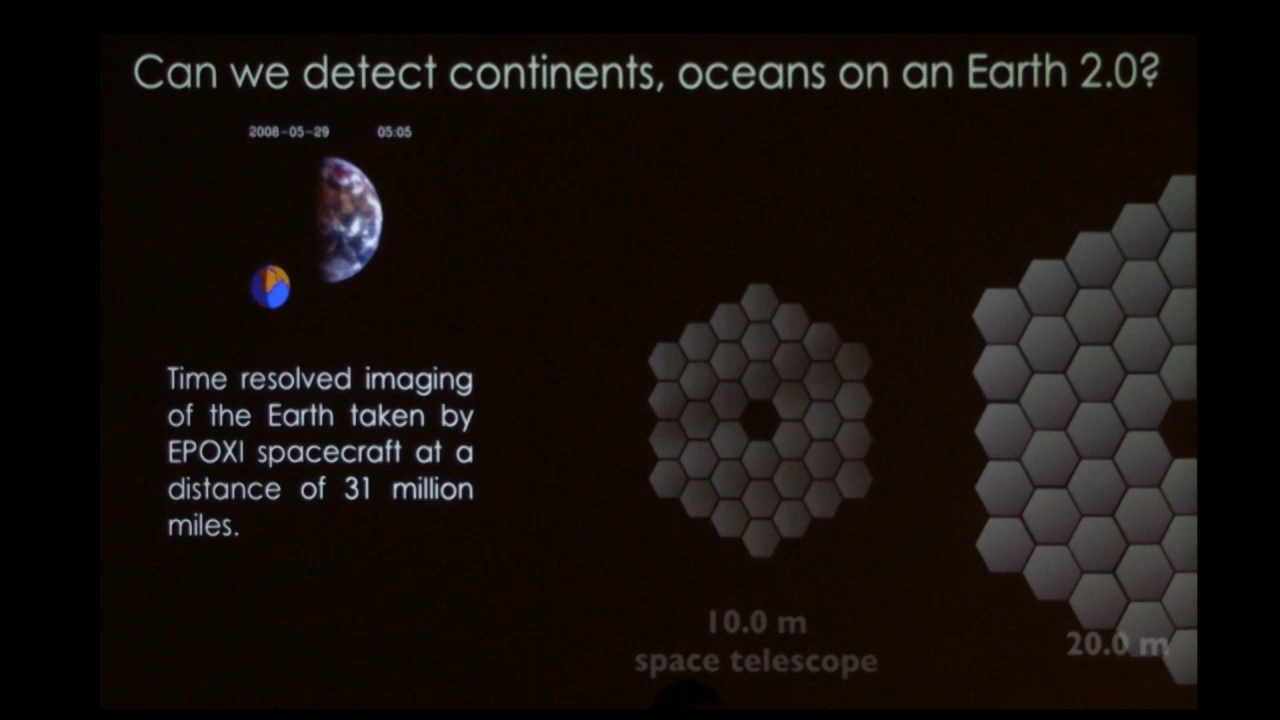 Can we detect continents, oceans on an Earth 2.0?
2008-05-29 05:05
Time resolved imaging
of the Earth taken by
EPOXI spacecraft at a
distance of 31 million
miles.
10.0 m
space telescope
20.0 m